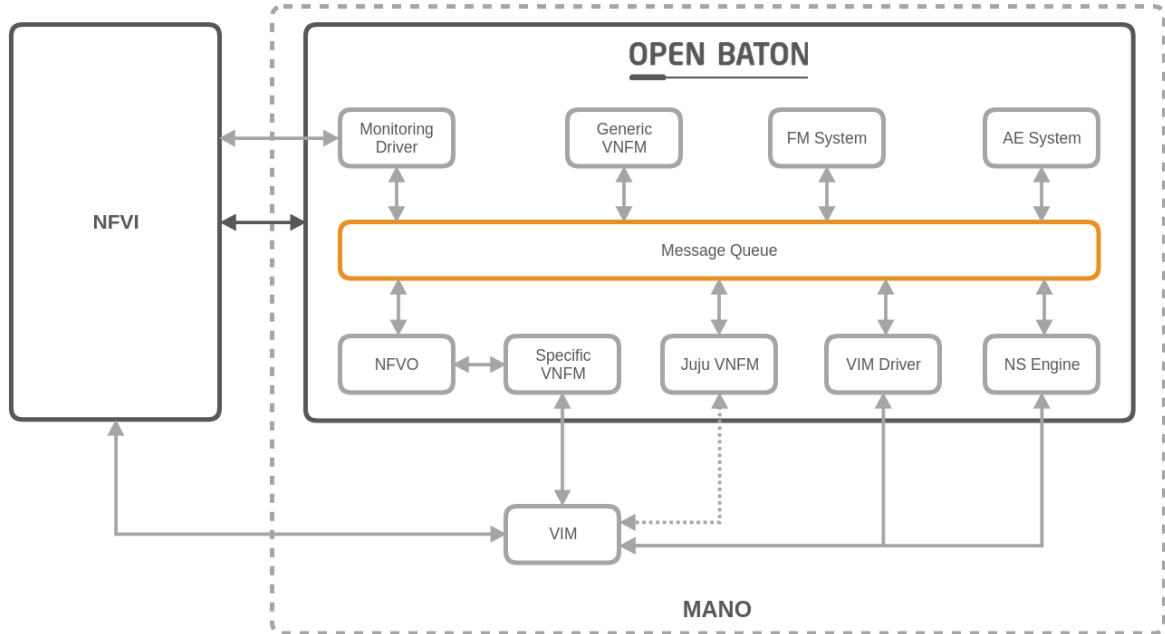 OPEN BATON
Monitoring
Driver
Generic
VNFM
FM System
AE System
NFVI
Message Queue
NFVO
Specific
VNFM
Juju VNFM
VIM Driver
NS Engine
VIM
MANO